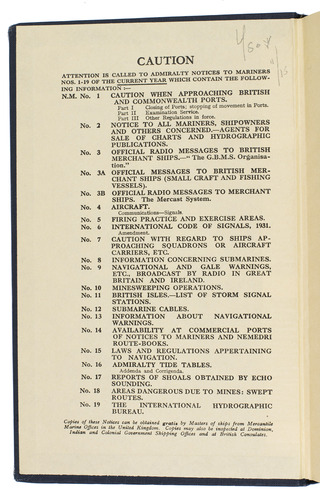 CAUTION
ATTENTION IS CALLED TO ADMIRALTY NOTICES TO MARINERS
NOS. 1-19 OF THE CURRENT YEAR WHICH CONTAIN THE FOLLOW-
ING INFORMATION :—
N.M. No. 1 CAUTION WHEN APPROACHING BRITISH
AND COMMONWEALTH PORTS.
Part I Closing of Ports; stopping of movement in Ports.
Part II Examination Service.
Part III Other Regulations in force.
No. 2 NOTICE TO ALL MARINERS, SHIPOWNERS
AND OTHERS CONCERNED.—AGENTS FOR
SALE OF CHARTS AND HYDROGRAPHIC
PUBLICATIONS.
No. 3 OFFICIAL RADIO MESSAGES TO BRITISH
MERCHANT SHIPS.—" The G.B.M.S. Organisa-
tion."
No. 3A OFFICIAL MESSAGES TO BRITISH MER-
CHANT SHIPS (SMALL CRAFT AND FISHING
VESSELS).
No. 3B OFFICIAL RADIO MESSAGES TO MERCHANT
SHIPS. The Mercast System.
No. 4 AIRCRAFT.
Communications—Signals.
No. 5 FIRING PRACTICE AND EXERCISE AREAS.
No. 6 INTERNATIONAL CODE OF SIGNALS, 1931.
Amendment.
No. 7 CAUTION WITH REGARD TO SHIPS AP-
PROACHING SQUADRONS OR AIRCRAFT
CARRIERS, ETC.
No. 8 INFORMATION CONCERNING SUBMARINES.
No. 9 NAVIGATIONAL AND GALE WARNINGS,
ETC., BROADCAST BY RADIO IN GREAT
BRITAIN AND IRELAND.
No. 10 MINESWEEPING OPERATIONS.
No. 11 BRITISH ISLES.—LIST OF STORM SIGNAL
STATIONS.
No. 12 SUBMARINE CABLES.
No. 13 INFORMATION ABOUT NAVIGATIONAL
WARNINGS.
No. 14 AVAILABILITY AT COMMERCIAL PORTS
OF NOTICES TO MARINERS AND NEMEDRI
ROUTE-BOOKS.
No. 15 LAWS AND REGULATIONS APPERTAINING
TO NAVIGATION.
No. 16 ADMIRALTY TIDE TABLES.
Addenda and Corrigenda.
No. 17 REPORTS OF SHOALS OBTAINED BY ECHO
SOUNDING.
No. 18 AREAS DANGEROUS DUE TO MINES: SWEPT
ROUTES.
No. 19 THE INTERNATIONAL HYDROGRAPHIC
BUREAU.
Copies of these Notices can be obtained gratis by Masters of ships from Mercantile
Marine Offices in the United Kingdom. Copies may also be inspected at Dominion,
Indian and Colonial Government Shipping Offices and at British Consulates.